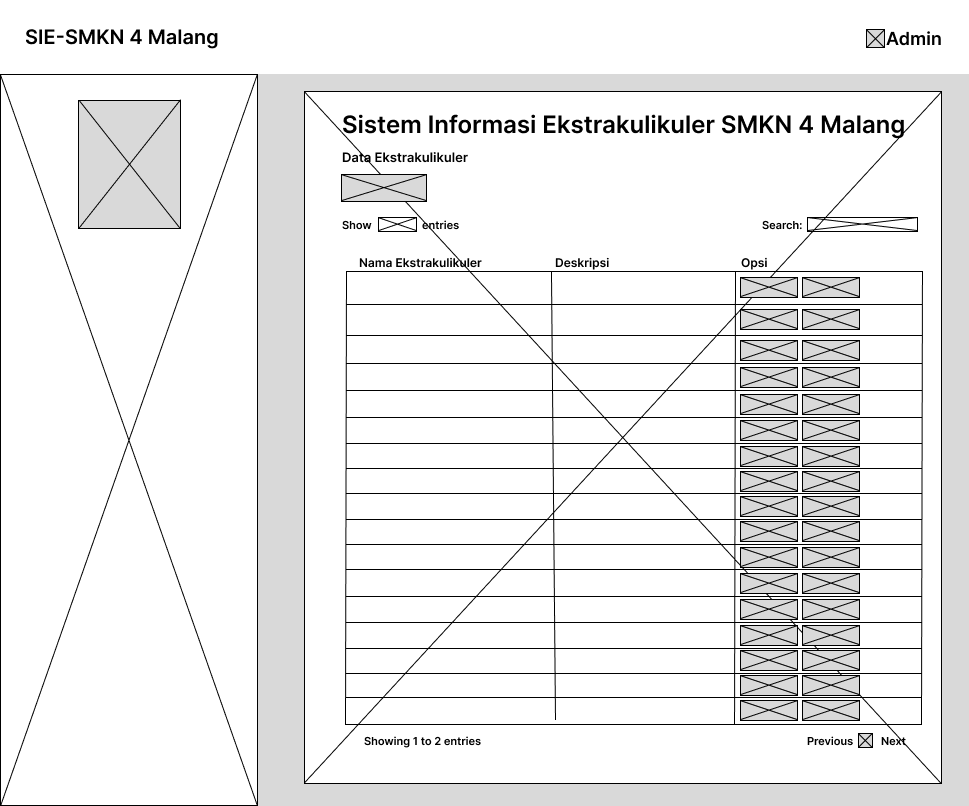 SIE-SMKN 4 Malang
Admin
Sistem Informasi Ekstrakulikuler SMKN 4 Malang
Data Ekstrakulikuler
Show entries Search:
Nama Ekstrakulikuler Deskripsi Opsi
Showing 1 to 2 entries Previous Next